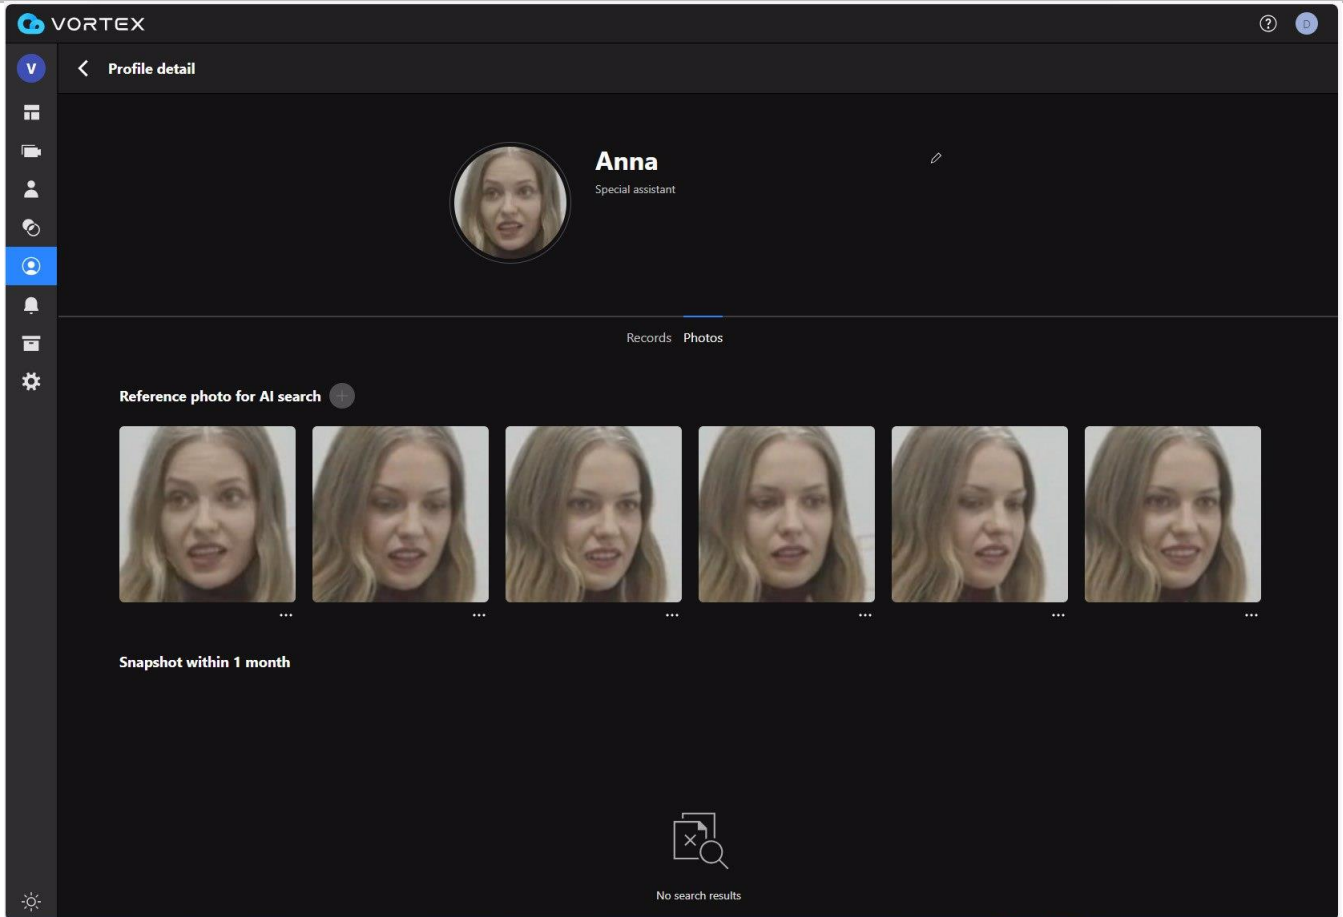 VORTEX
D
V
Profile detail
Anna
Special assistant
Records Photos
Reference photo for AI search
Snapshot within 1 month
No search results